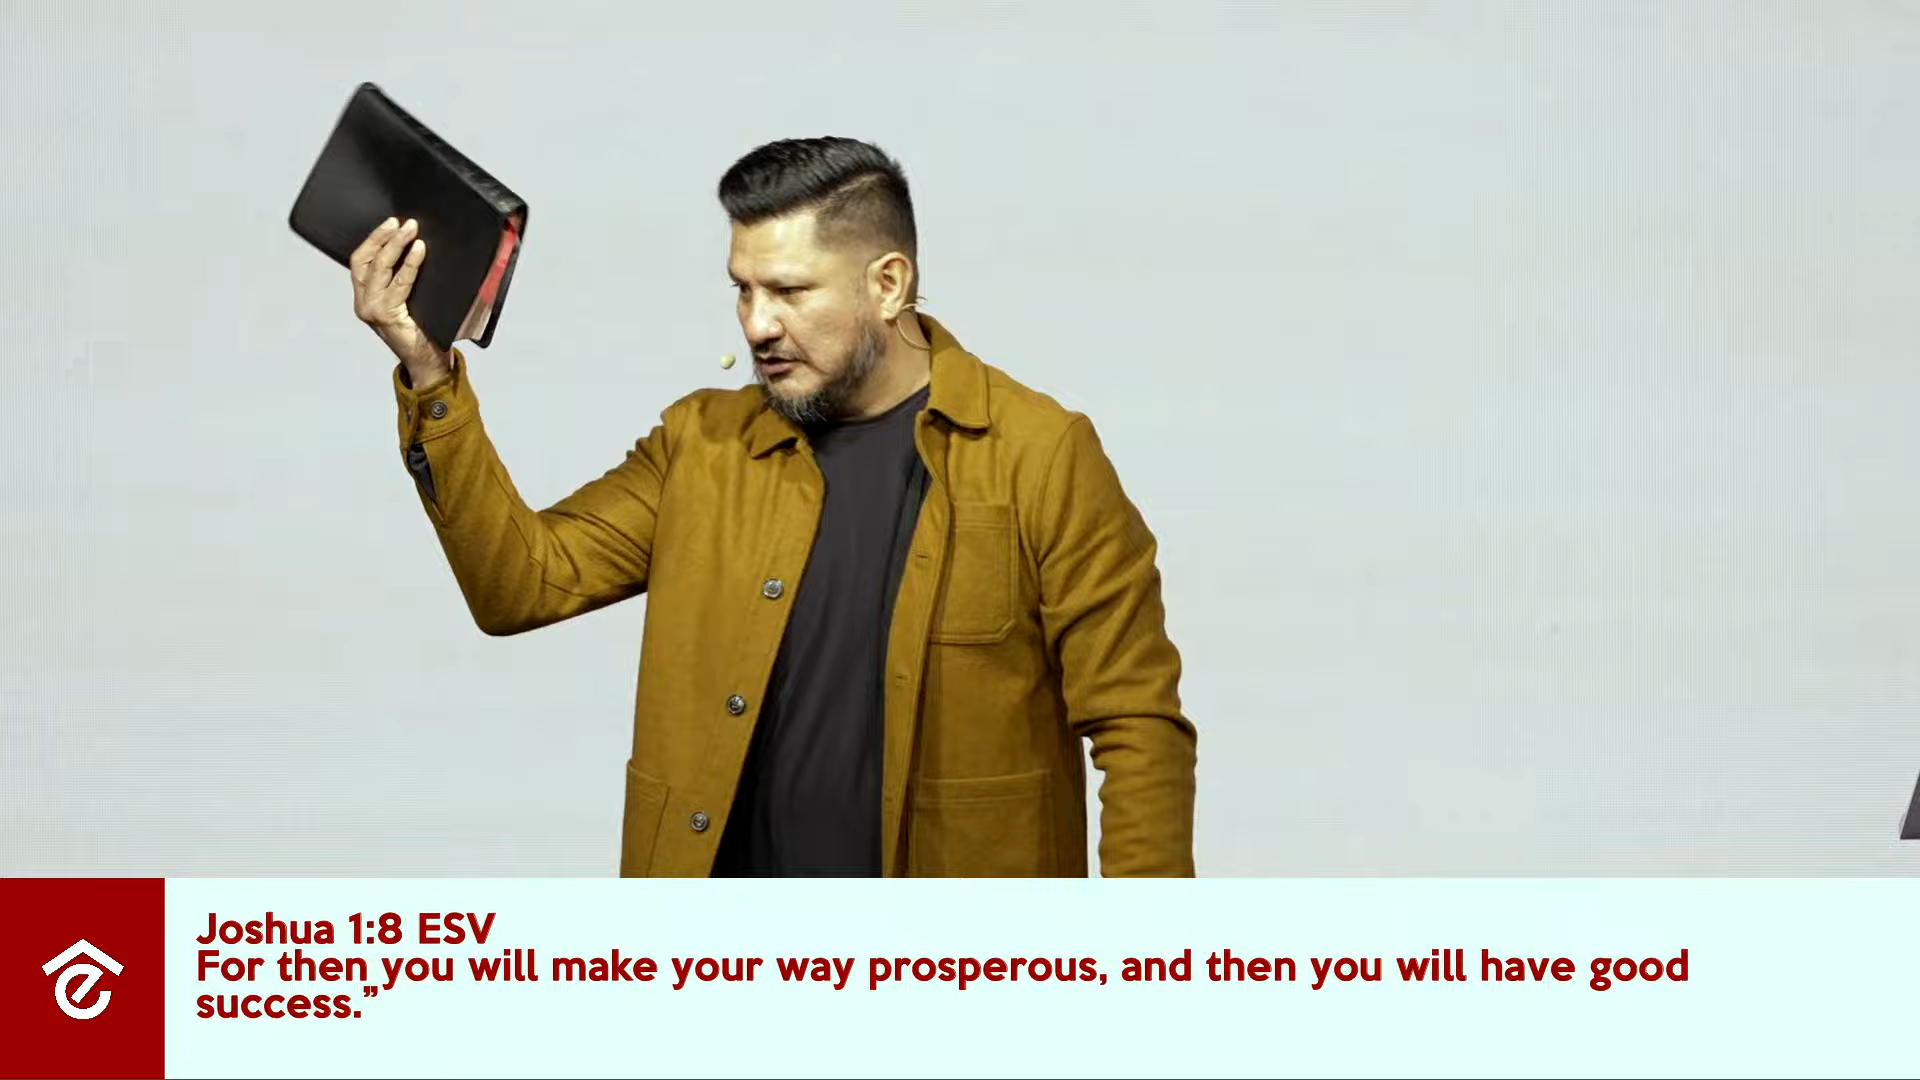 Joshua 1:8 ESV
For then you will make your way prosperous, and then you will have good
success.”